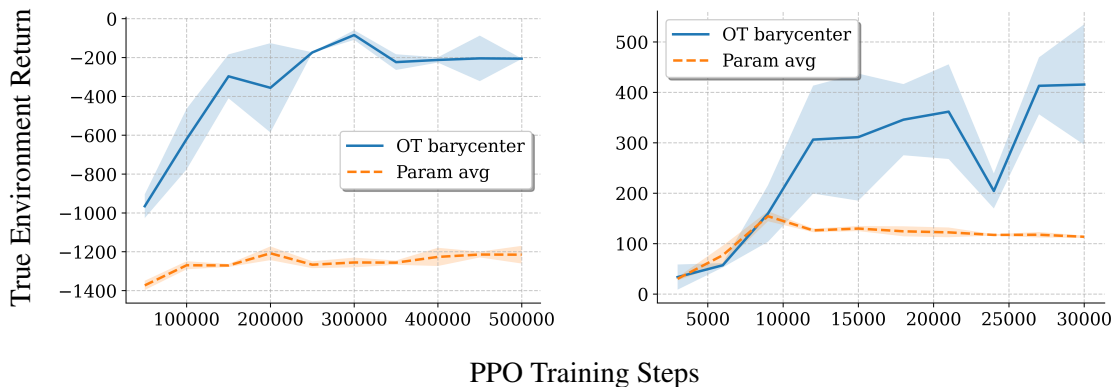 True Environment Return
0
−200
−400
−600
−800
−1000
−1200
−1400
OT barycenter
Param avg
100000 200000 300000 400000 500000
500
400
300
200
100
0
OT barycenter
Param avg
5000 10000 15000 20000 25000 30000
PPO Training Steps